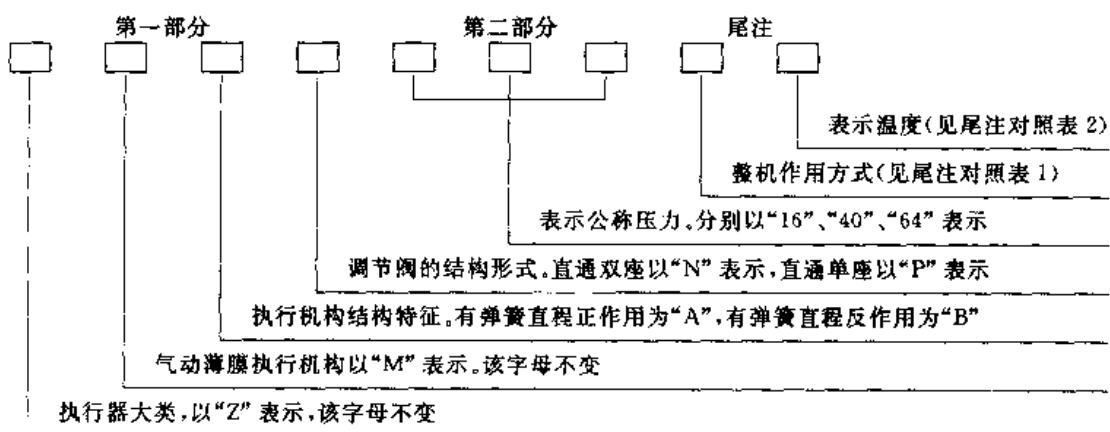 第一部分 第二部分 尾注
表示温度(见尾注对照表 2)
整机作用方式(见尾注对照表 1)
表示公称压力。分别以“16”、“40”、“64” 表示
调节阀的结构形式。直通双座以“N” 表示,直通单座以“P” 表示
执行机构结构特征。有弹簧直程正作用为“A”,有弹簧直程反作用为“B”
气动薄膜执行机构以“M” 表示。该字母不变
执行器大类,以“Z” 表示,该字母不变